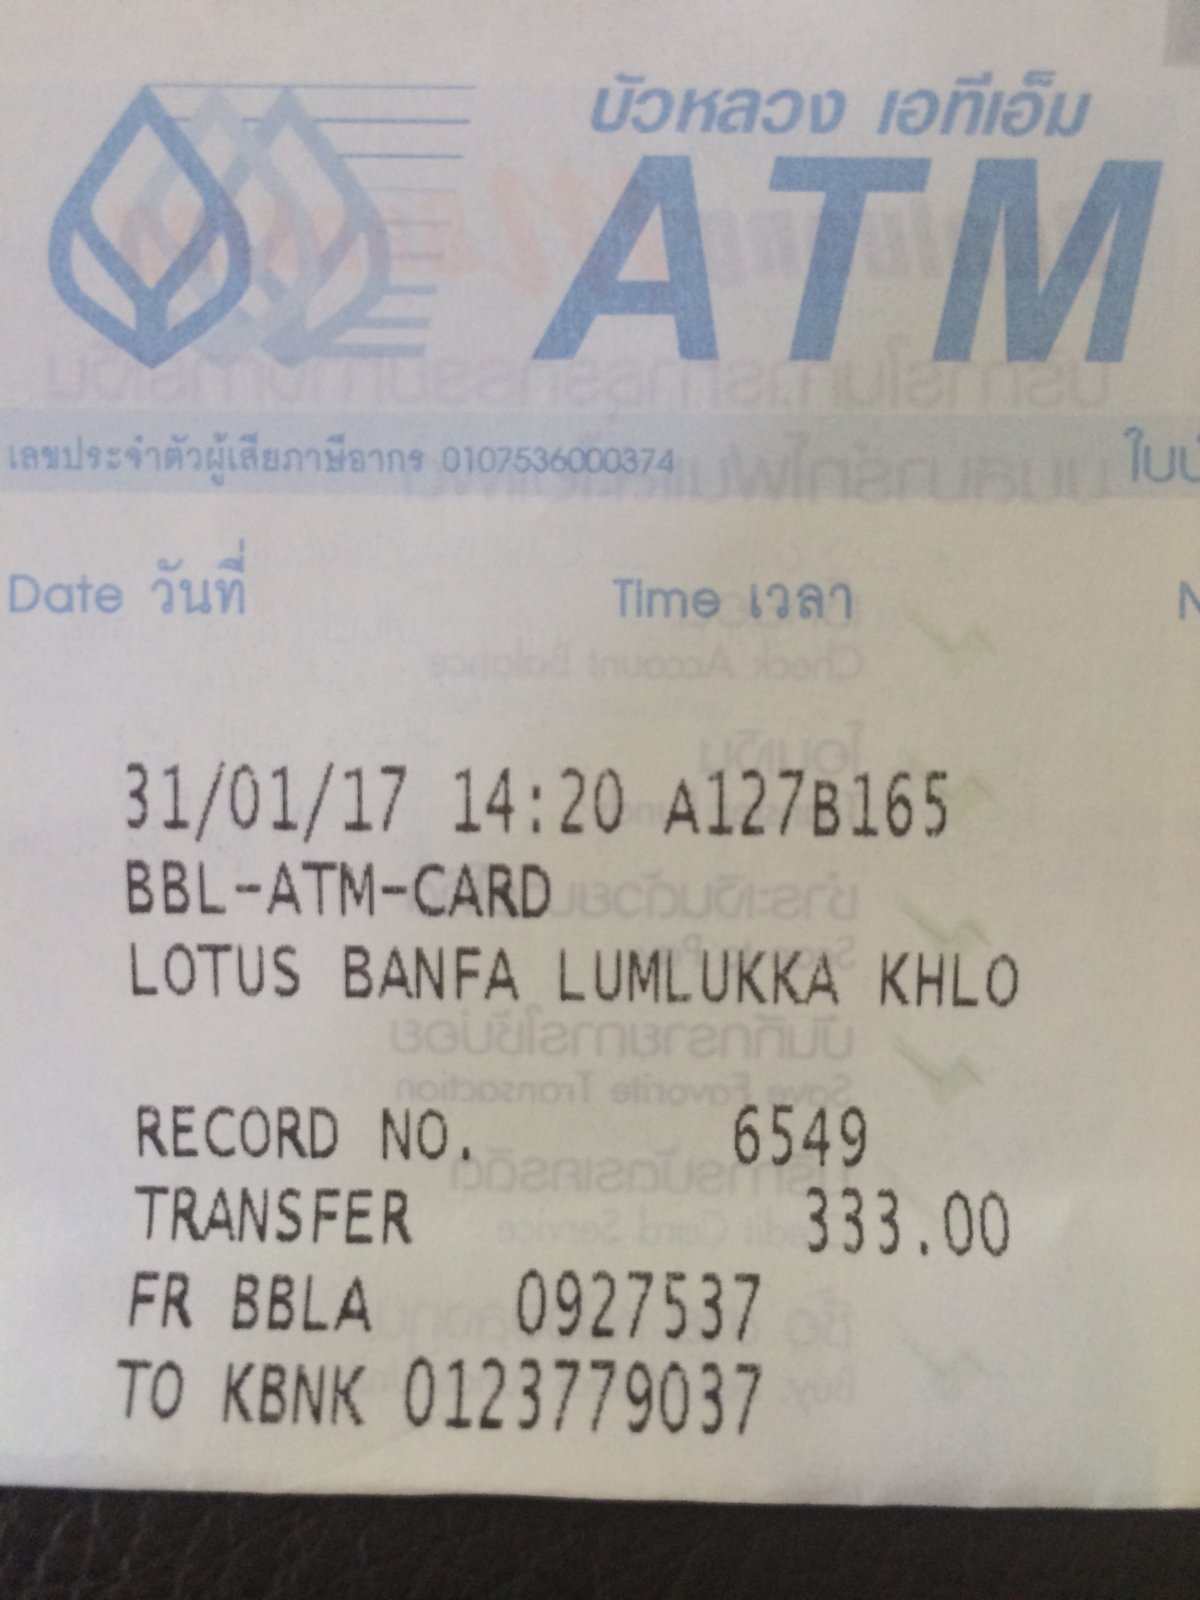 บัวหลวง เอทีเอ็ม
ATM
เลขประจำตัวผู้เสียภาษีอากร 0107536000374
Date วันที่ Time เวลา
31/01/17 14:20 A127B165
BBL-ATM-CARD
LOTUS BANFA LUMLUKKA KHLO
RECORD NO. 6549
TRANSFER 333.00
FR BBLA 0927537
TO KBNK 0123779037